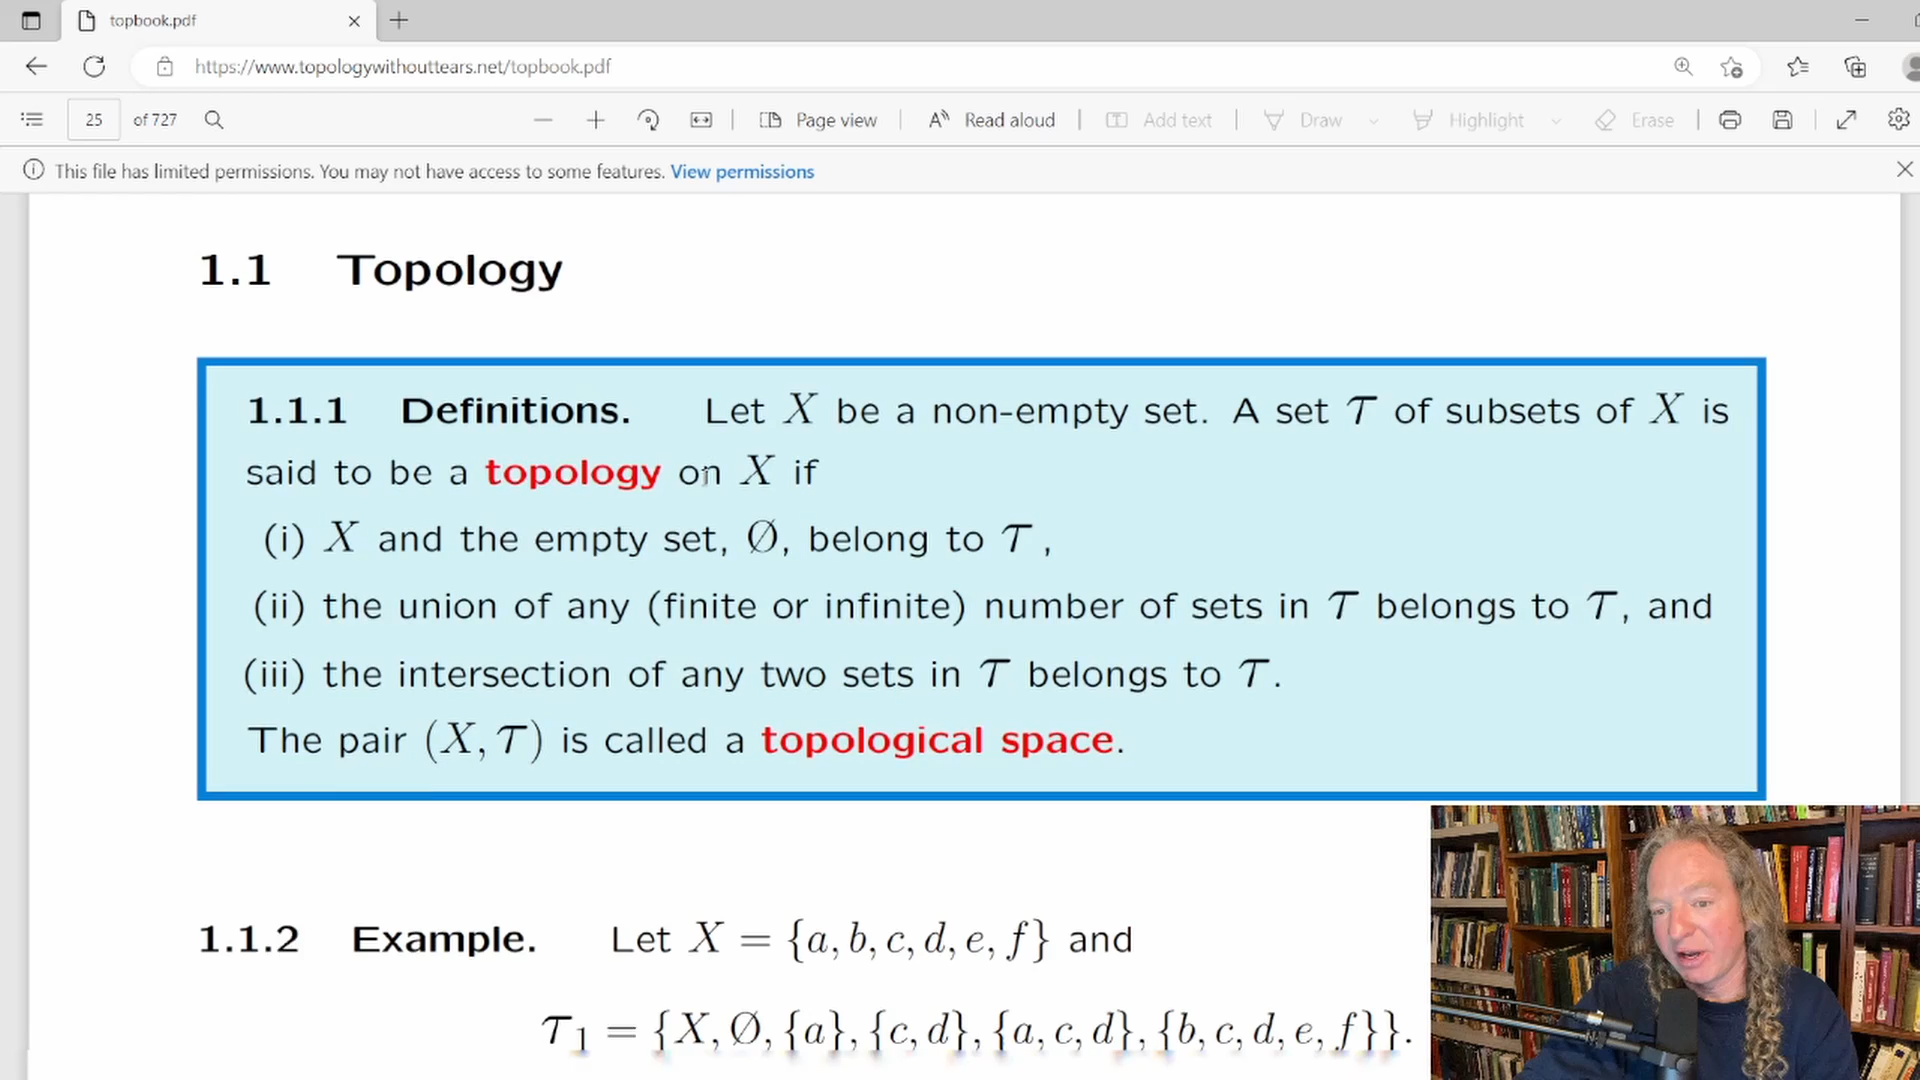 topbook.pdf
https://www.topologywithouttears.net/topbook.pdf
25 of 727 Page view Read aloud Add text Draw Highlight Erase
This file has limited permissions. You may not have access to some features. View permissions
1.1 Topology
1.1.1 Definitions. Let X be a non-empty set. A set τ of subsets of X is
said to be a topology on X if
(i) X and the empty set, Ø, belong to τ,
(ii) the union of any (finite or infinite) number of sets in τ belongs to τ, and
(iii) the intersection of any two sets in τ belongs to τ.
The pair (X, τ) is called a topological space.
1.1.2 Example. Let X = {a, b, c, d, e, f} and
τ₁ = {X, Ø, {a}, {c, d}, {a, c, d}, {b, c, d, e, f}}.